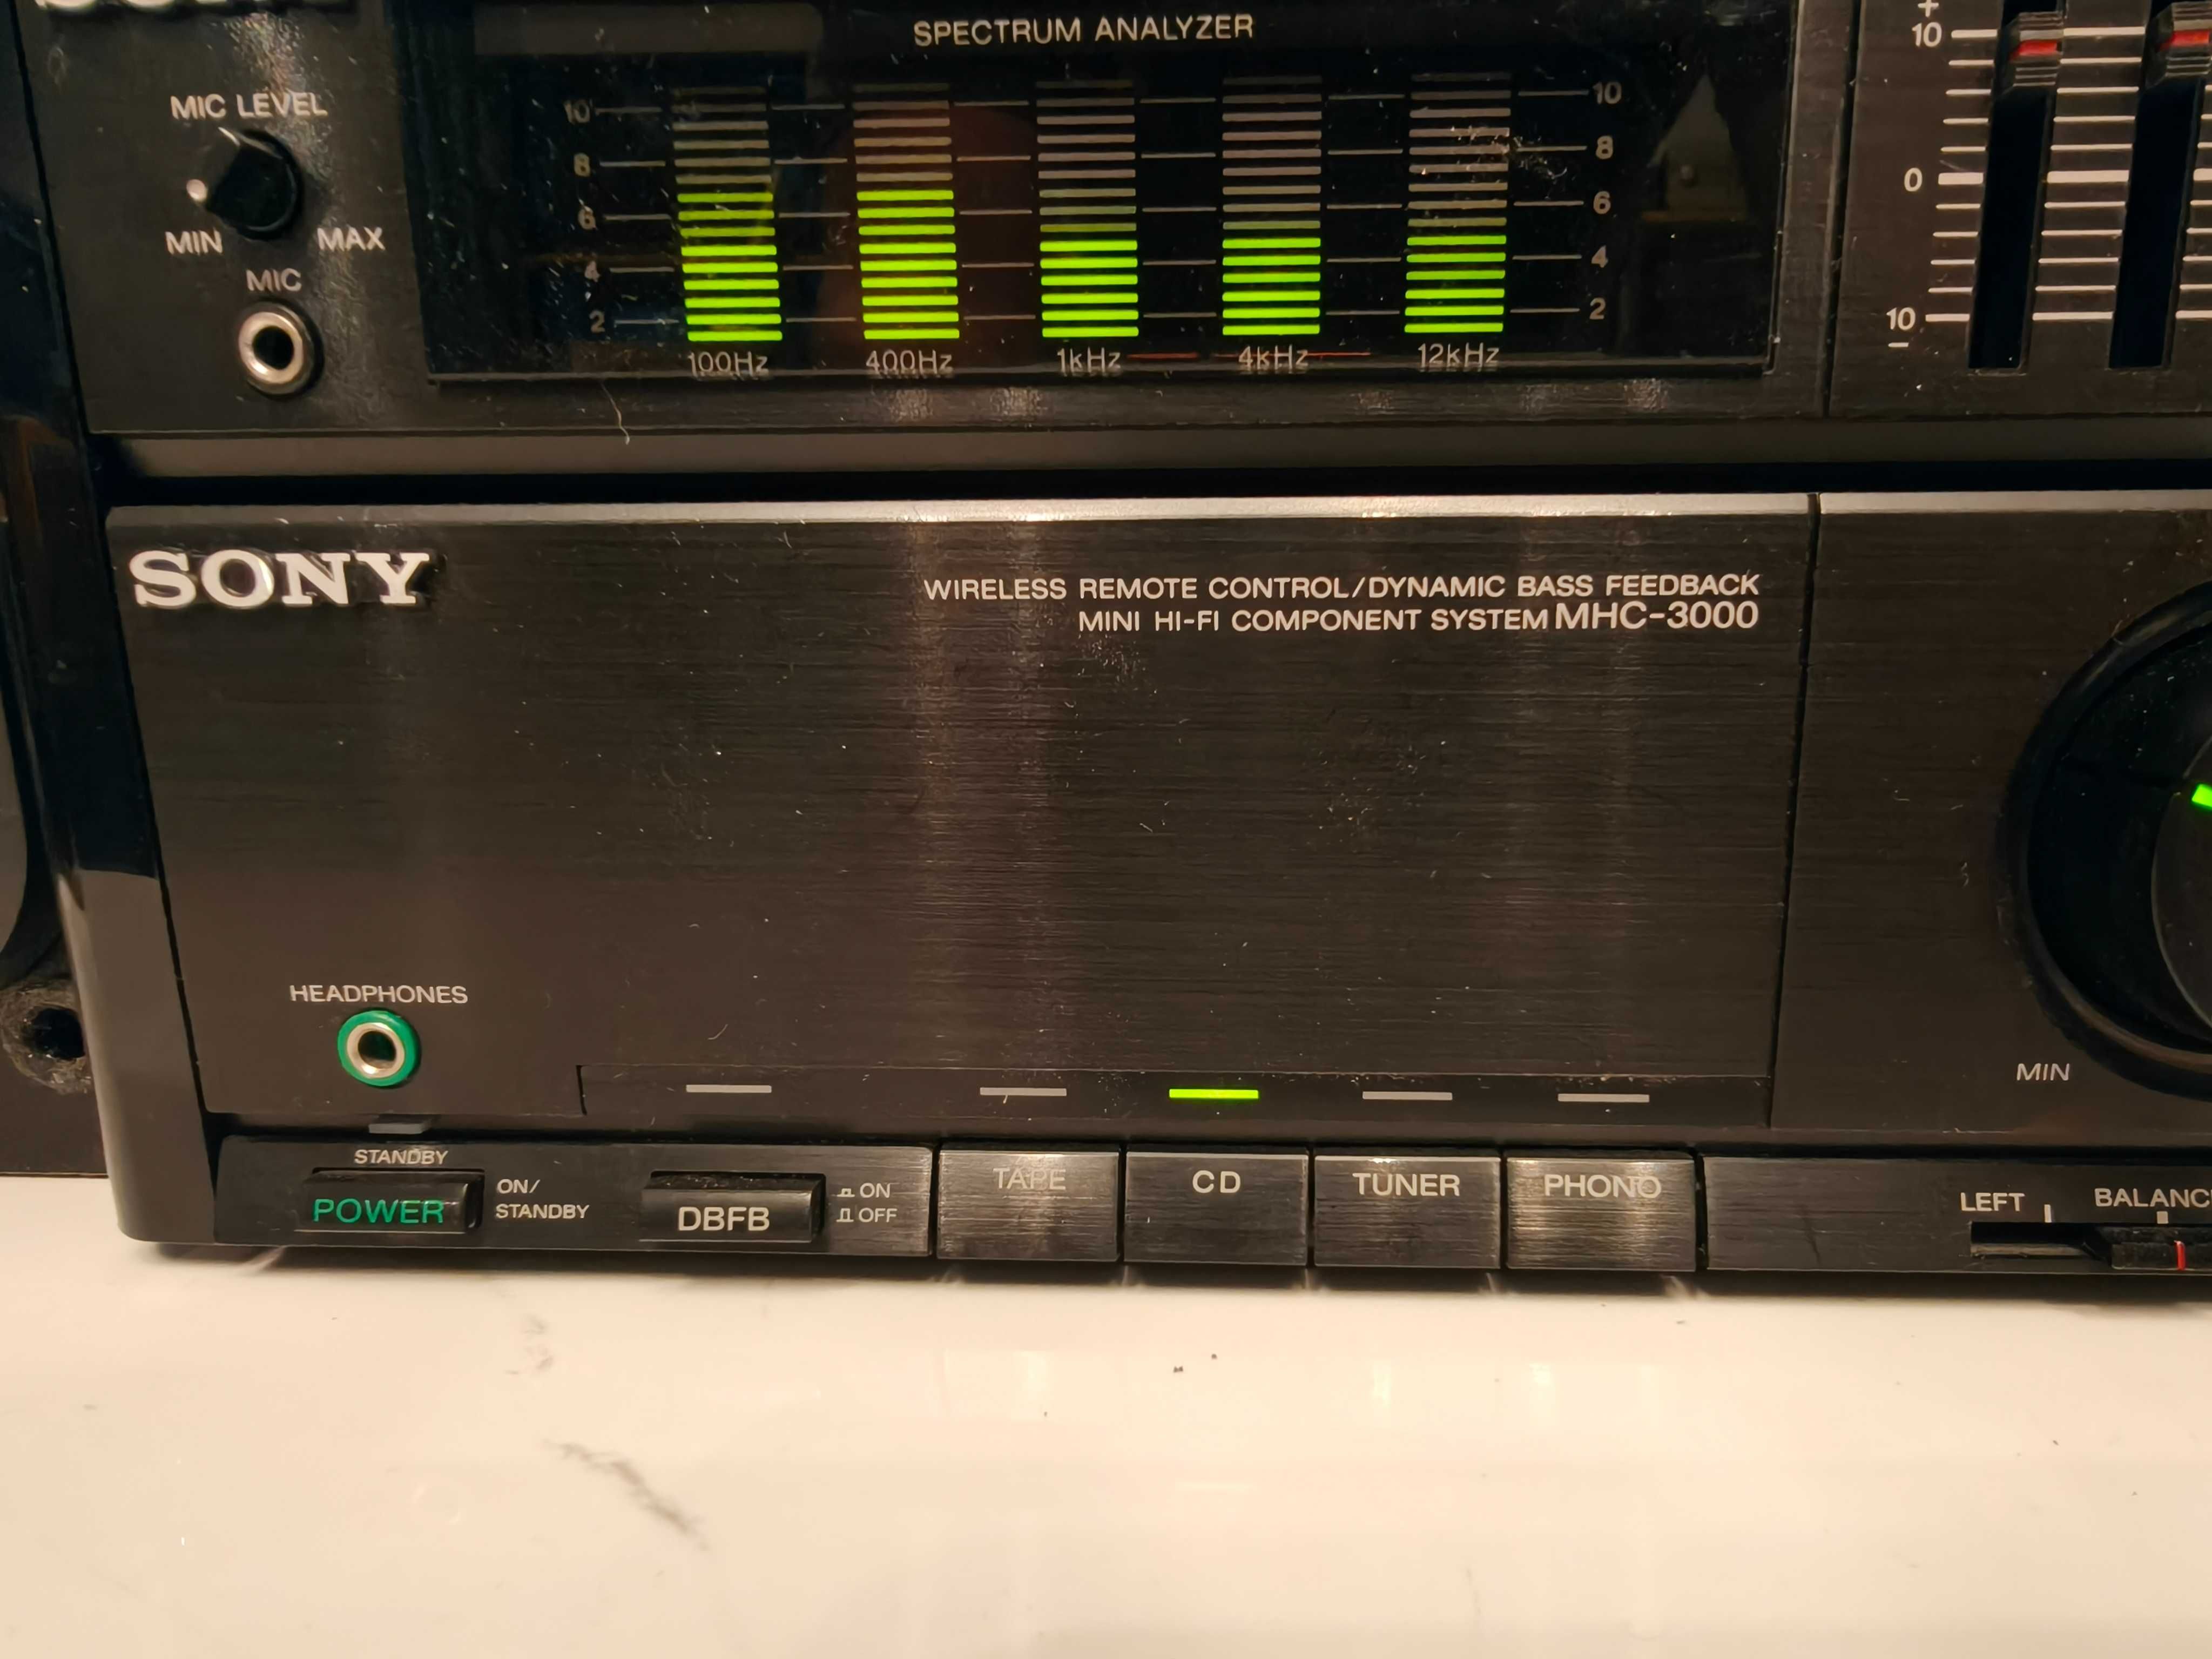 SPECTRUM ANALYZER
+
10
MIC LEVEL
10
10
8
8
0
6
6
MIN
MAX
4
4
MIC
2
2
10
−
100Hz
400Hz
1kHz
4kHz
12kHz
SONY
WIRELESS REMOTE CONTROL/DYNAMIC BASS FEEDBACK
MINI HI-FI COMPONENT SYSTEM MHC-3000
HEADPHONES
MIN
STANDBY
POWER
ON/
STANDBY
DBFB
ON
OFF
TAPE
CD
TUNER
PHONO
LEFT
BALANC